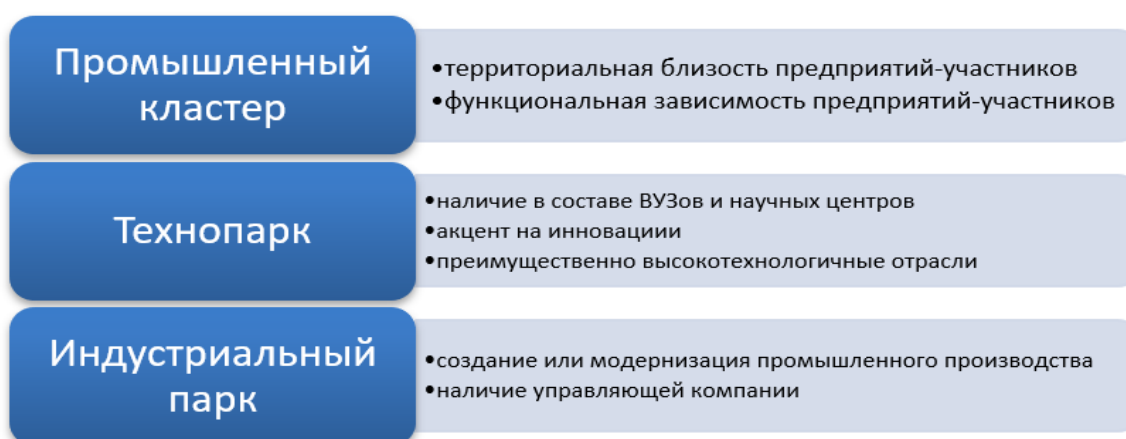 Промышленный
кластер
•территориальная близость предприятий-участников
•функциональная зависимость предприятий-участников
Технопарк
•наличие в составе ВУЗов и научных центров
•акцент на инновациии
•преимущественно высокотехнологичные отрасли
Индустриальный
парк
•создание или модернизация промышленного производства
•наличие управляющей компании